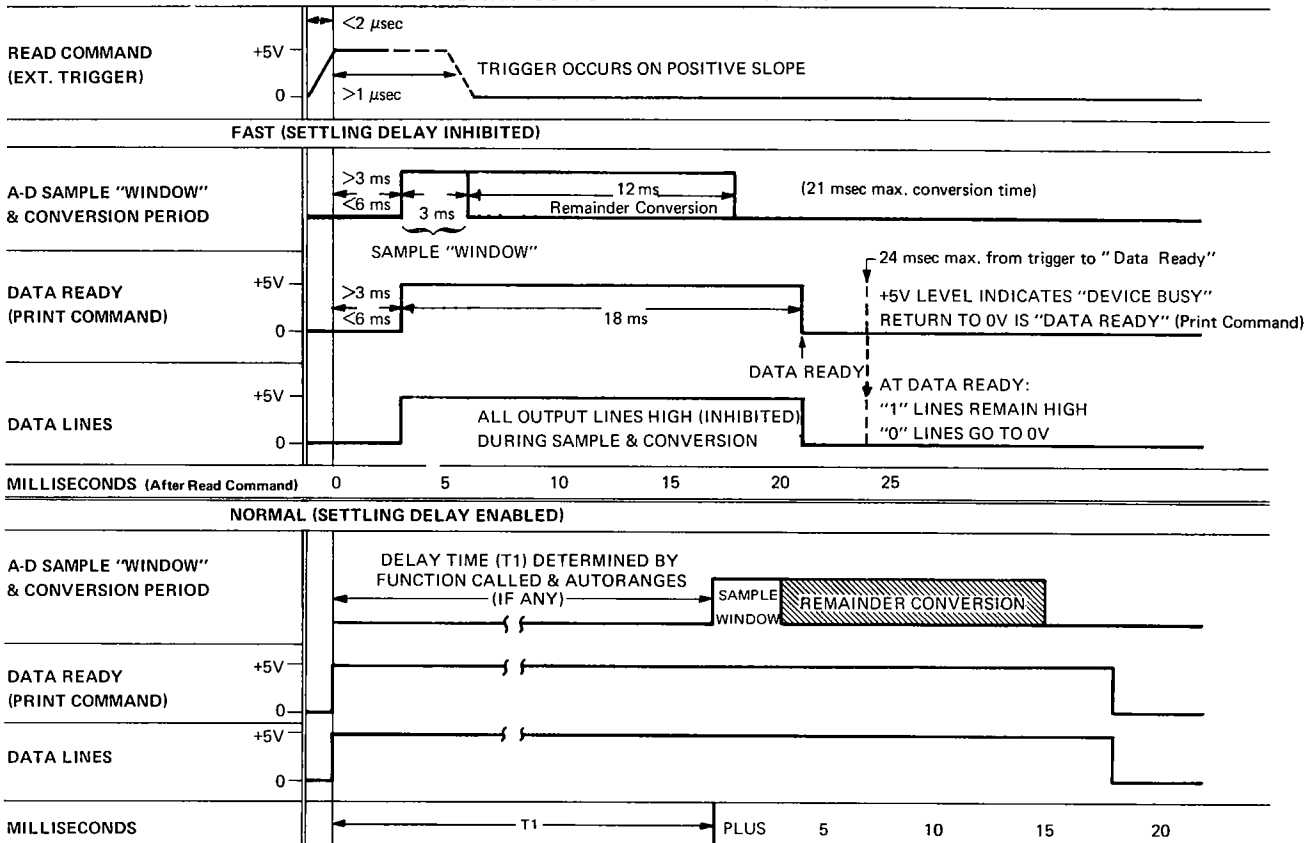 <2 µsec
READ COMMAND
(EXT. TRIGGER)
+5V
0
>1 µsec
TRIGGER OCCURS ON POSITIVE SLOPE
FAST (SETTLING DELAY INHIBITED)
A-D SAMPLE "WINDOW"
& CONVERSION PERIOD
>3 ms
<6 ms
3 ms
12 ms
Remainder Conversion
(21 msec max. conversion time)
SAMPLE "WINDOW"
DATA READY
(PRINT COMMAND)
+5V
0
>3 ms
<6 ms
18 ms
24 msec max. from trigger to "Data Ready"
+5V LEVEL INDICATES "DEVICE BUSY"
RETURN TO 0V IS "DATA READY" (Print Command)
DATA READY
DATA LINES
+5V
0
ALL OUTPUT LINES HIGH (INHIBITED)
DURING SAMPLE & CONVERSION
AT DATA READY:
"1" LINES REMAIN HIGH
"0" LINES GO TO 0V
MILLISECONDS (After Read Command) 0 5 10 15 20 25
NORMAL (SETTLING DELAY ENABLED)
A-D SAMPLE "WINDOW"
& CONVERSION PERIOD
DELAY TIME (T1) DETERMINED BY
FUNCTION CALLED & AUTORANGES
(IF ANY)
SAMPLE
WINDOW
REMAINDER CONVERSION
DATA READY
(PRINT COMMAND)
+5V
0
DATA LINES
+5V
0
MILLISECONDS T1 PLUS 5 10 15 20